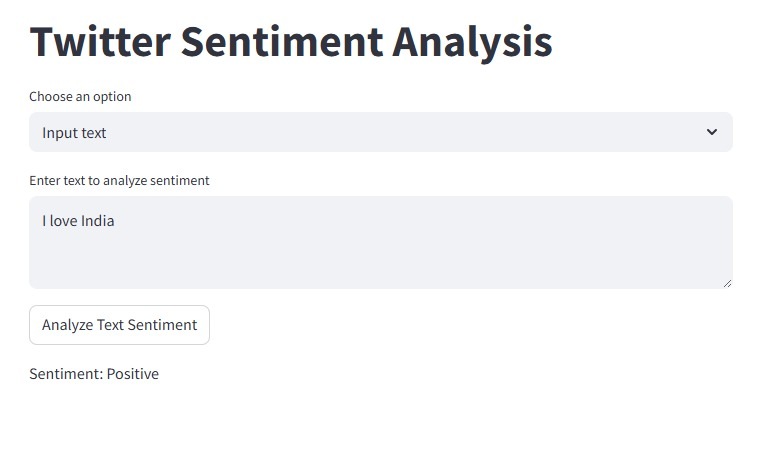 Twitter Sentiment Analysis
Choose an option
Input text
Enter text to analyze sentiment
I love India
Analyze Text Sentiment
Sentiment: Positive